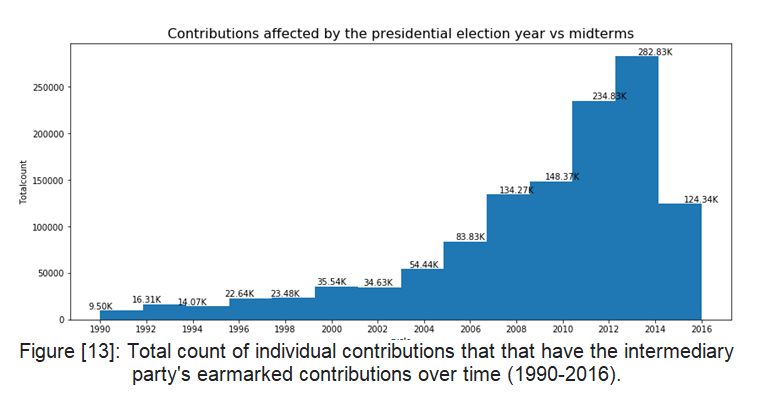 Contributions affected by the presidential election year vs midterms
282.83K
250000
234.83K
200000
Totalcount
150000
148.37K
134.27K
124.34K
100000
83.83K
50000
54.44K
35.54K
34.63K
22.64K
23.48K
16.31K
14.07K
9.50K
0
1990 1992 1994 1996 1998 2000 2002 2004 2006 2008 2010 2012 2014 2016
Figure [13]: Total count of individual contributions that that have the intermediary
party's earmarked contributions over time (1990-2016).